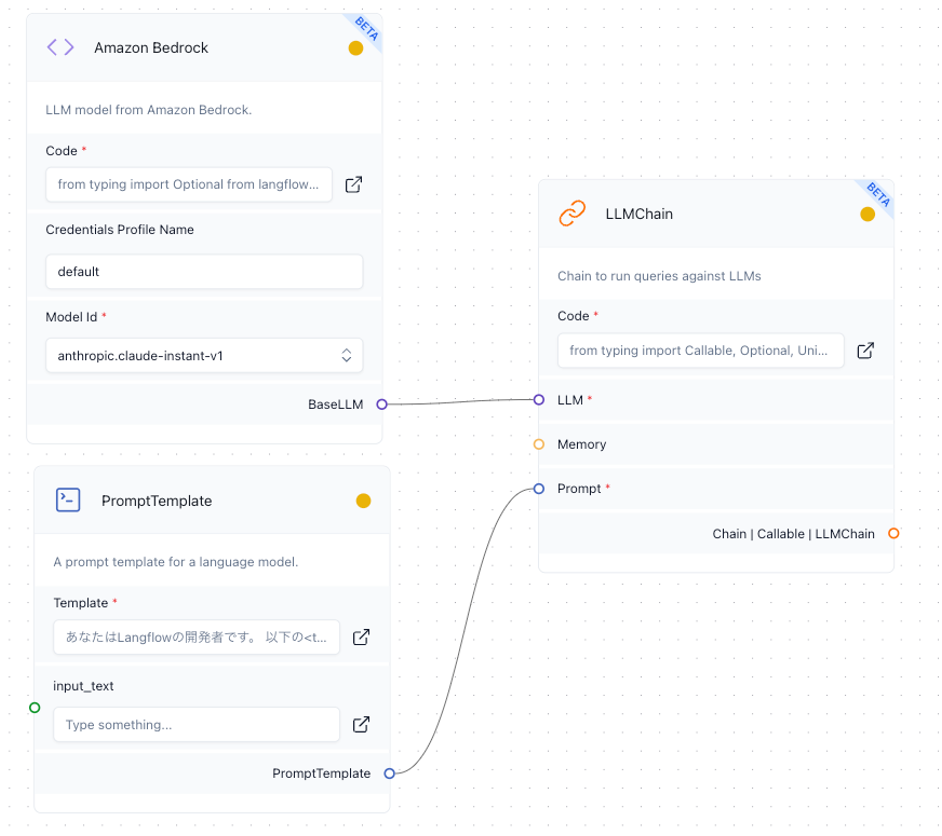 BETA
Amazon Bedrock
LLM model from Amazon Bedrock.
Code *
from typing import Optional from langflow...
Credentials Profile Name
default
Model Id *
anthropic.claude-instant-v1
BaseLLM
PromptTemplate
A prompt template for a language model.
Template *
あなたはLangflowの開発者です。 以下の<t...
input_text
Type something...
PromptTemplate
BETA
LLMChain
Chain to run queries against LLMs
Code *
from typing import Callable, Optional, Uni...
LLM *
Memory
Prompt *
Chain | Callable | LLMChain